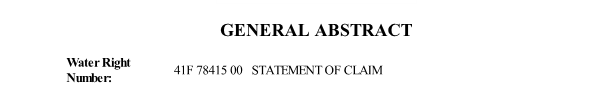 GENERAL ABSTRACT
Water Right
Number:
41F 78415 00 STATEMENT OF CLAIM